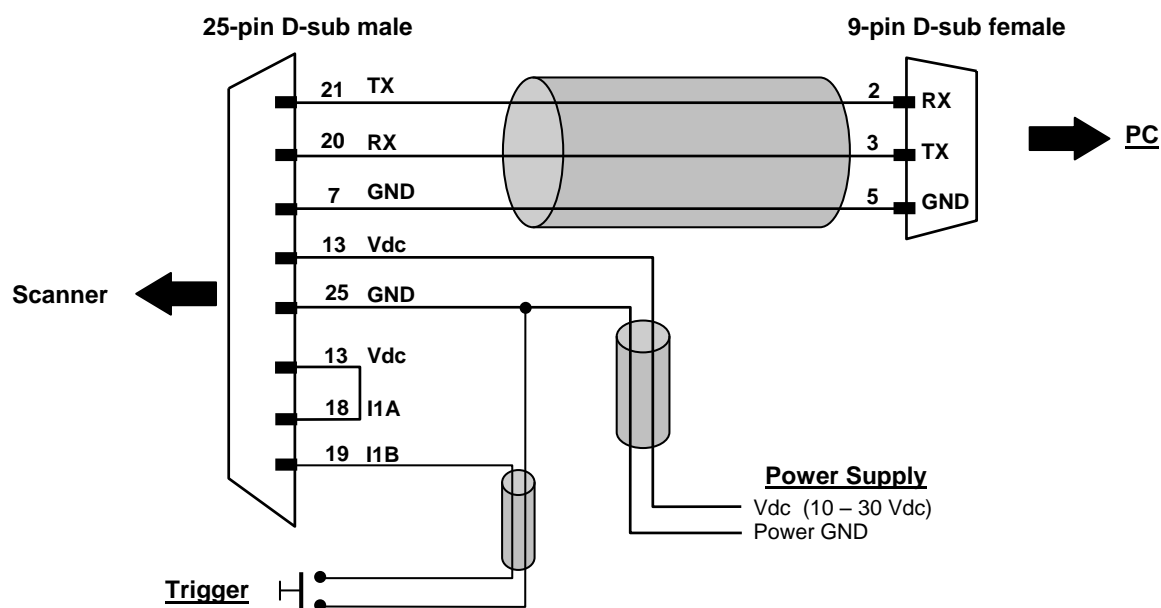 25-pin D-sub male
9-pin D-sub female
21 TX
2 RX
20 RX
3 TX
PC
7 GND
5 GND
13 Vdc
Scanner
25 GND
13 Vdc
18 I1A
19 I1B
Power Supply
Vdc (10 – 30 Vdc)
Power GND
Trigger